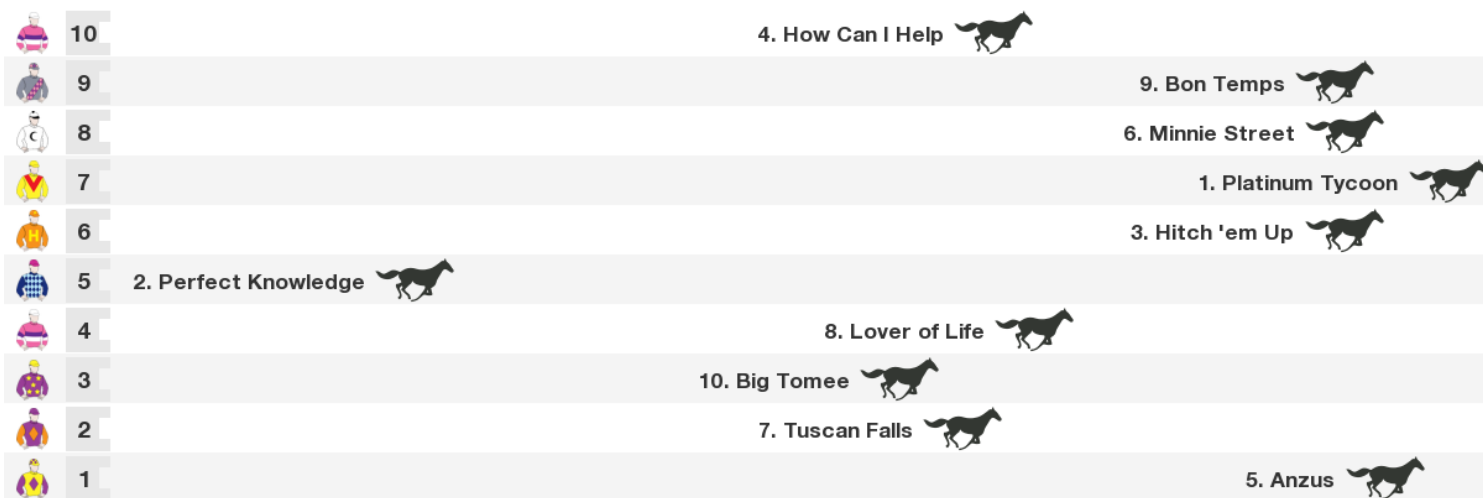 10 4. How Can I Help
9 9. Bon Temps
8 6. Minnie Street
C
7 1. Platinum Tycoon
6 3. Hitch 'em Up
H
5 2. Perfect Knowledge
4 8. Lover of Life
3 10. Big Tomee
2 7. Tuscan Falls
1 5. Anzus